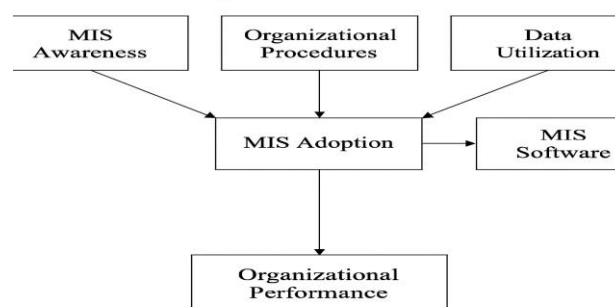 MIS
Awareness
Organizational
Procedures
Data
Utilization
MIS Adoption
MIS
Software
Organizational
Performance